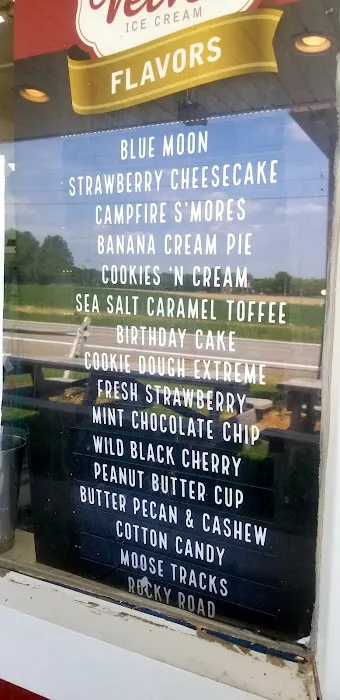 ICE CREAM
FLAVORS
BLUE MOON
STRAWBERRY CHEESECAKE
CAMPFIRE S'MORES
BANANA CREAM PIE
COOKIES 'N CREAM
SEA SALT CARAMEL TOFFEE
BIRTHDAY CAKE
COOKIE DOUGH EXTREME
FRESH STRAWBERRY
MINT CHOCOLATE CHIP
WILD BLACK CHERRY
PEANUT BUTTER CUP
BUTTER PECAN & CASHEW
COTTON CANDY
MOOSE TRACKS
ROCKY ROAD